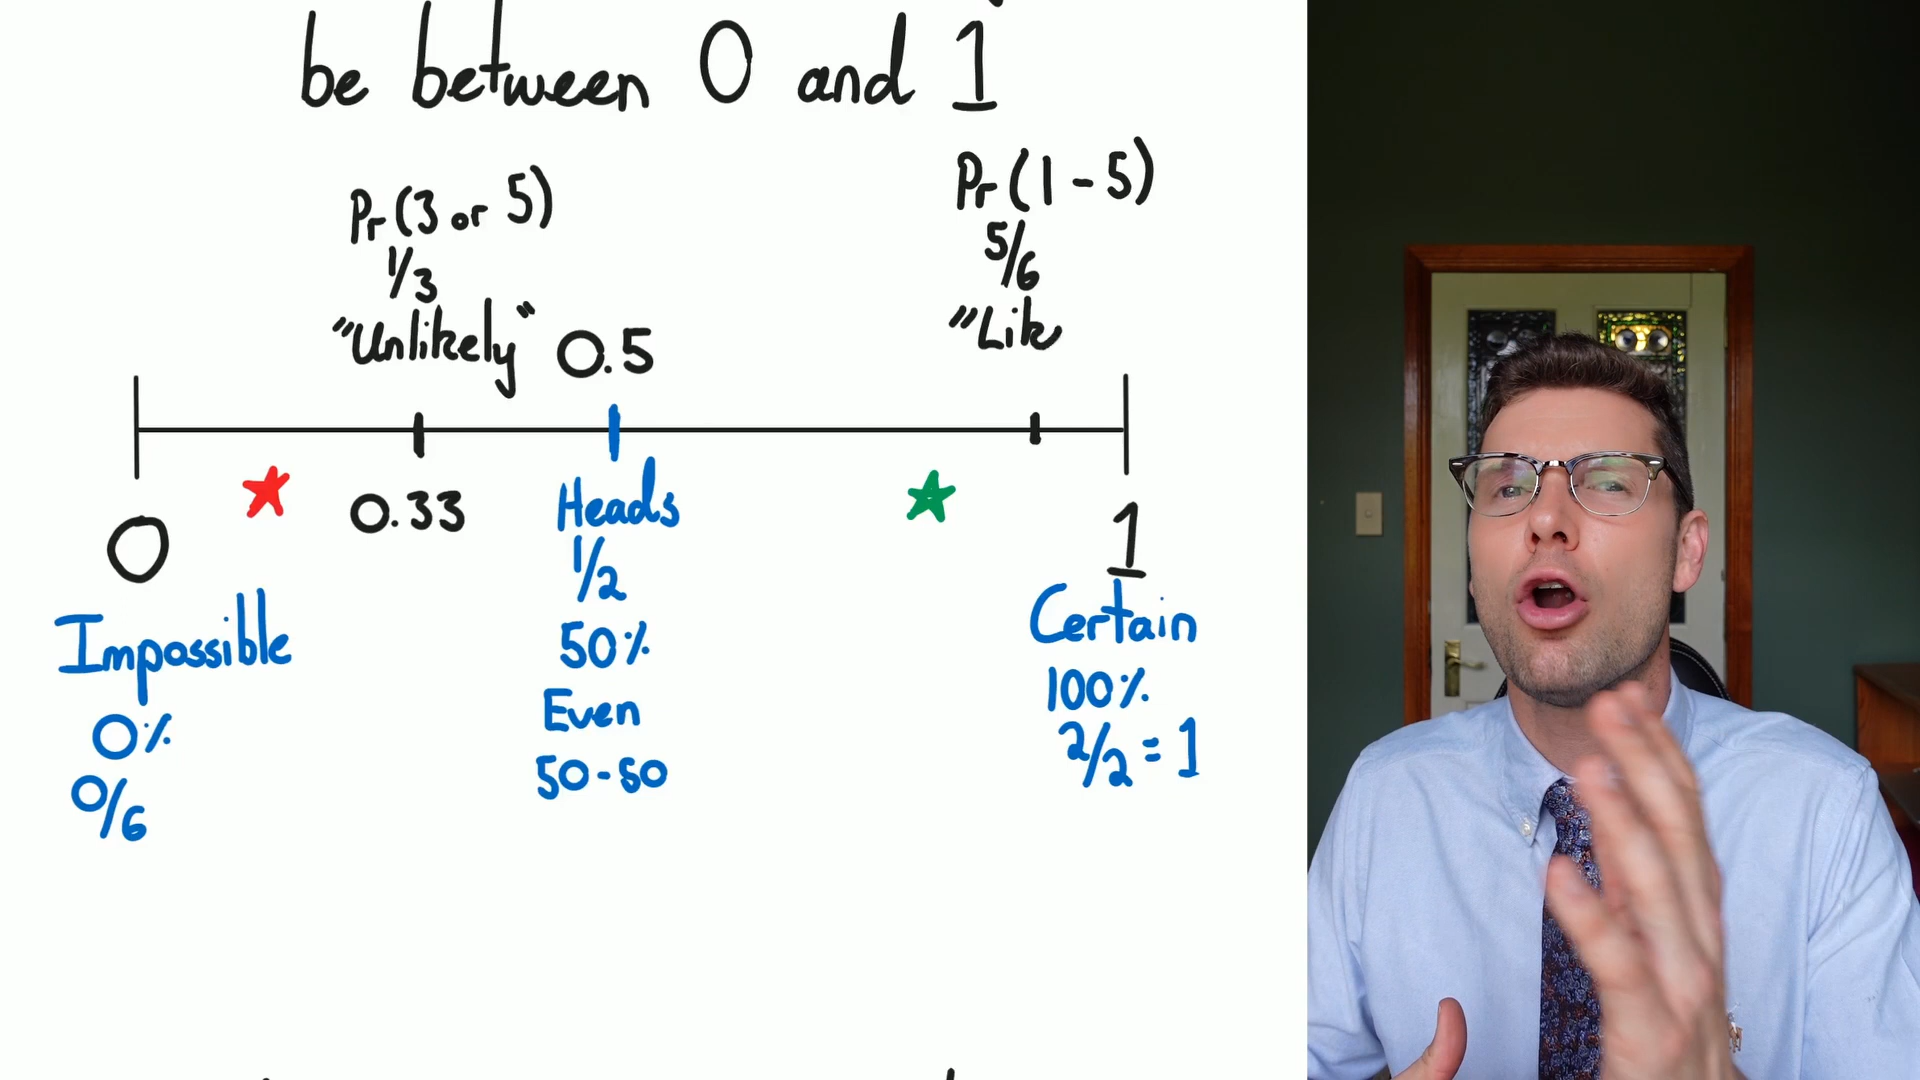 be between 0 and 1
Pr(3 or 5)
1/3
"Unlikely"
0.5
Pr(1-5)
5/6
"Lik
0
0.33
1
Impossible
0%
0/6
Heads
1/2
50%
Even
50-50
Certain
100%
2/2 = 1